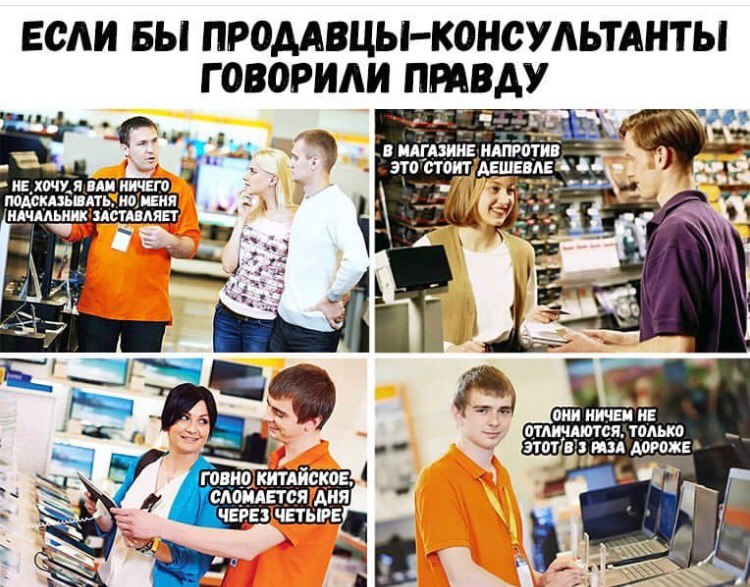 ЕСЛИ БЫ ПРОДАВЦЫ-КОНСУЛЬТАНТЫ
ГОВОРИЛИ ПРАВДУ
НЕ ХОЧУ Я ВАМ НИЧЕГО
ПОДСКАЗЫВАТЬ, НО МЕНЯ
НАЧАЛЬНИК ЗАСТАВЛЯЕТ
В МАГАЗИНЕ НАПРОТИВ
ЭТО СТОИТ ДЕШЕВЛЕ
ГОВНО КИТАЙСКОЕ,
СЛОМАЕТСЯ ДНЯ
ЧЕРЕЗ ЧЕТЫРЕ
ОНИ НИЧЕМ НЕ
ОТЛИЧАЮТСЯ, ТОЛЬКО
ЭТОТ В 3 РАЗА ДОРОЖЕ